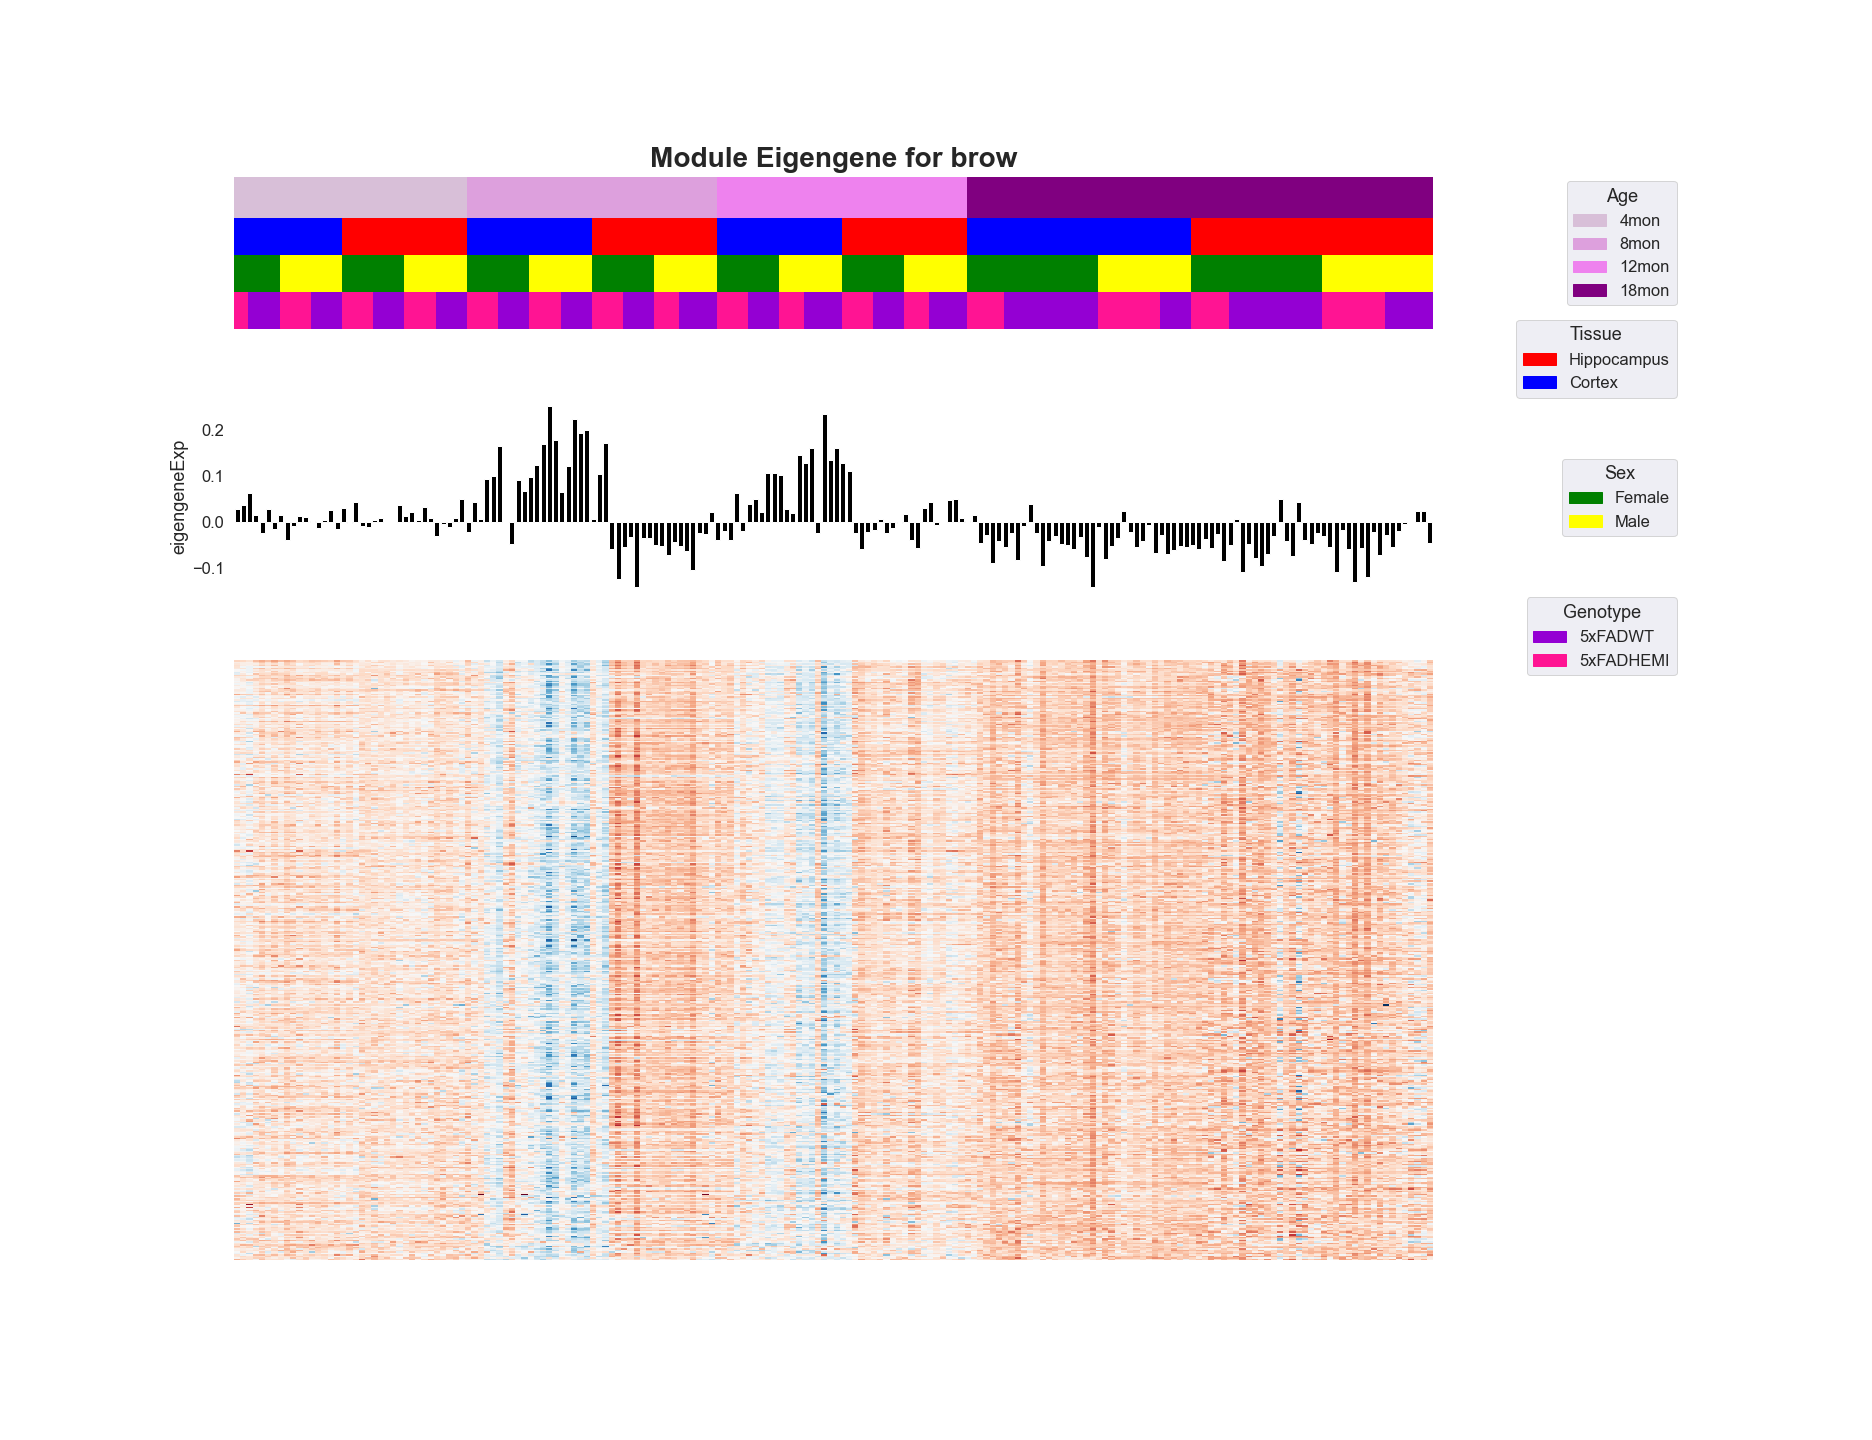 Module Eigengene for brow
Age
4mon
8mon
12mon
18mon
Tissue
Hippocampus
Cortex
Sex
Female
Male
Genotype
5xFADWT
5xFADHEMI
eigengeneExp
0.2
0.1
0.0
−0.1